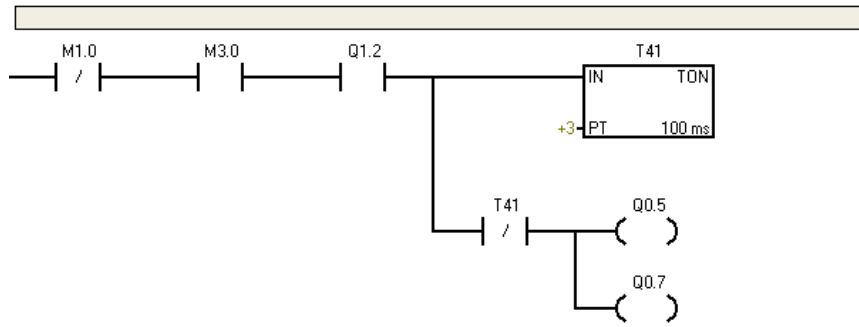 M1.0 M3.0 Q1.2 T41
/ IN TON
+3 PT 100 ms
T41 Q0.5
/
Q0.7